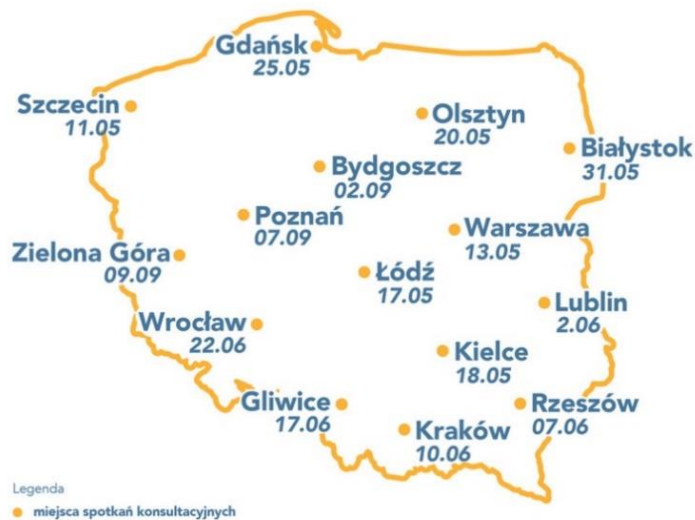 Gdańsk
25.05
Szczecin
11.05
Olsztyn
20.05
Białystok
31.05
Bydgoszcz
02.09
Poznań
07.09
Warszawa
13.05
Zielona Góra
09.09
Łódź
17.05
Lublin
2.06
Wrocław
22.06
Kielce
18.05
Gliwice
17.06
Rzeszów
07.06
Kraków
10.06
Legenda
miejsca spotkań konsultacyjnych